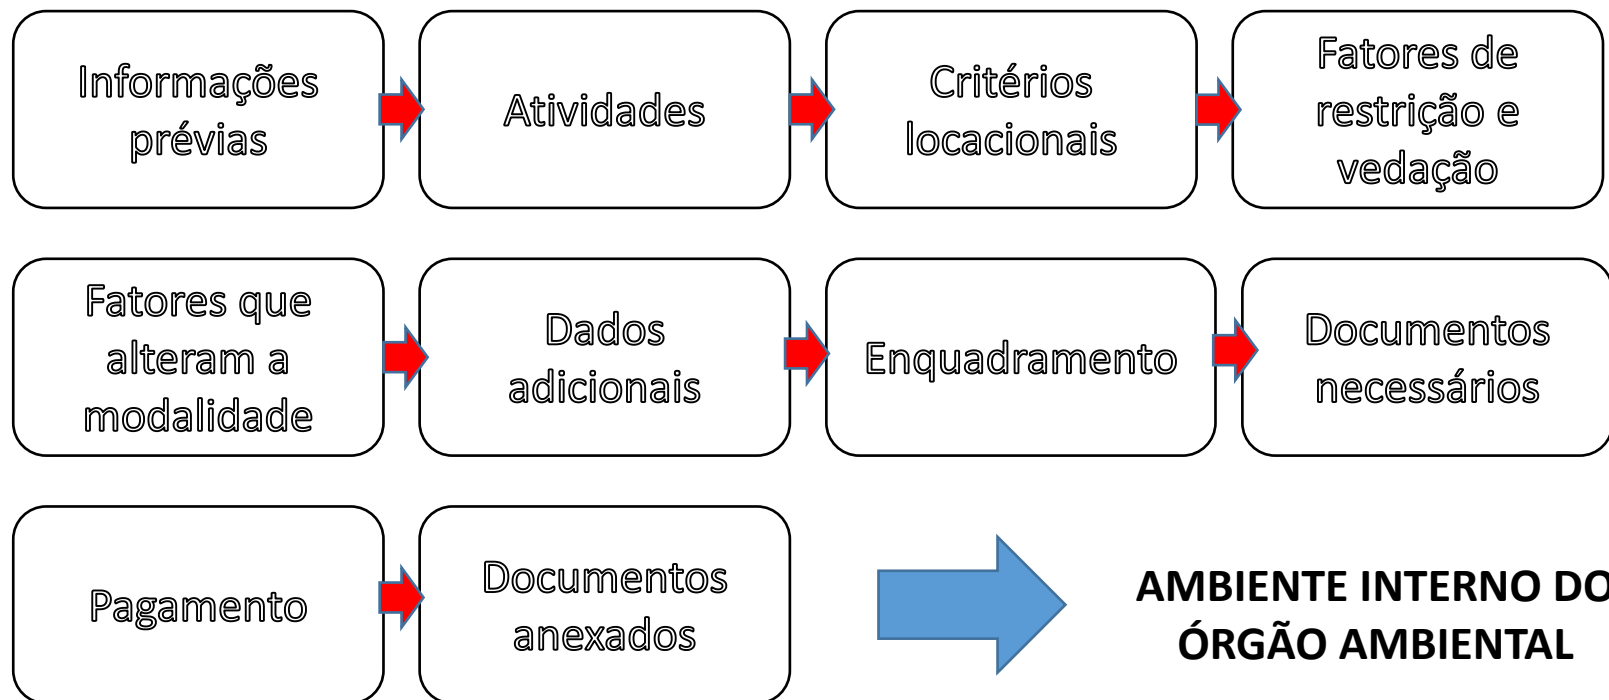 Informações
prévias
Atividades
Critérios
locacionais
Fatores de
restrição e
vedação
Fatores que
alteram a
modalidade
Dados
adicionais
Enquadramento
Documentos
necessários
Pagamento
Documentos
anexados
AMBIENTE INTERNO DO
ÓRGÃO AMBIENTAL